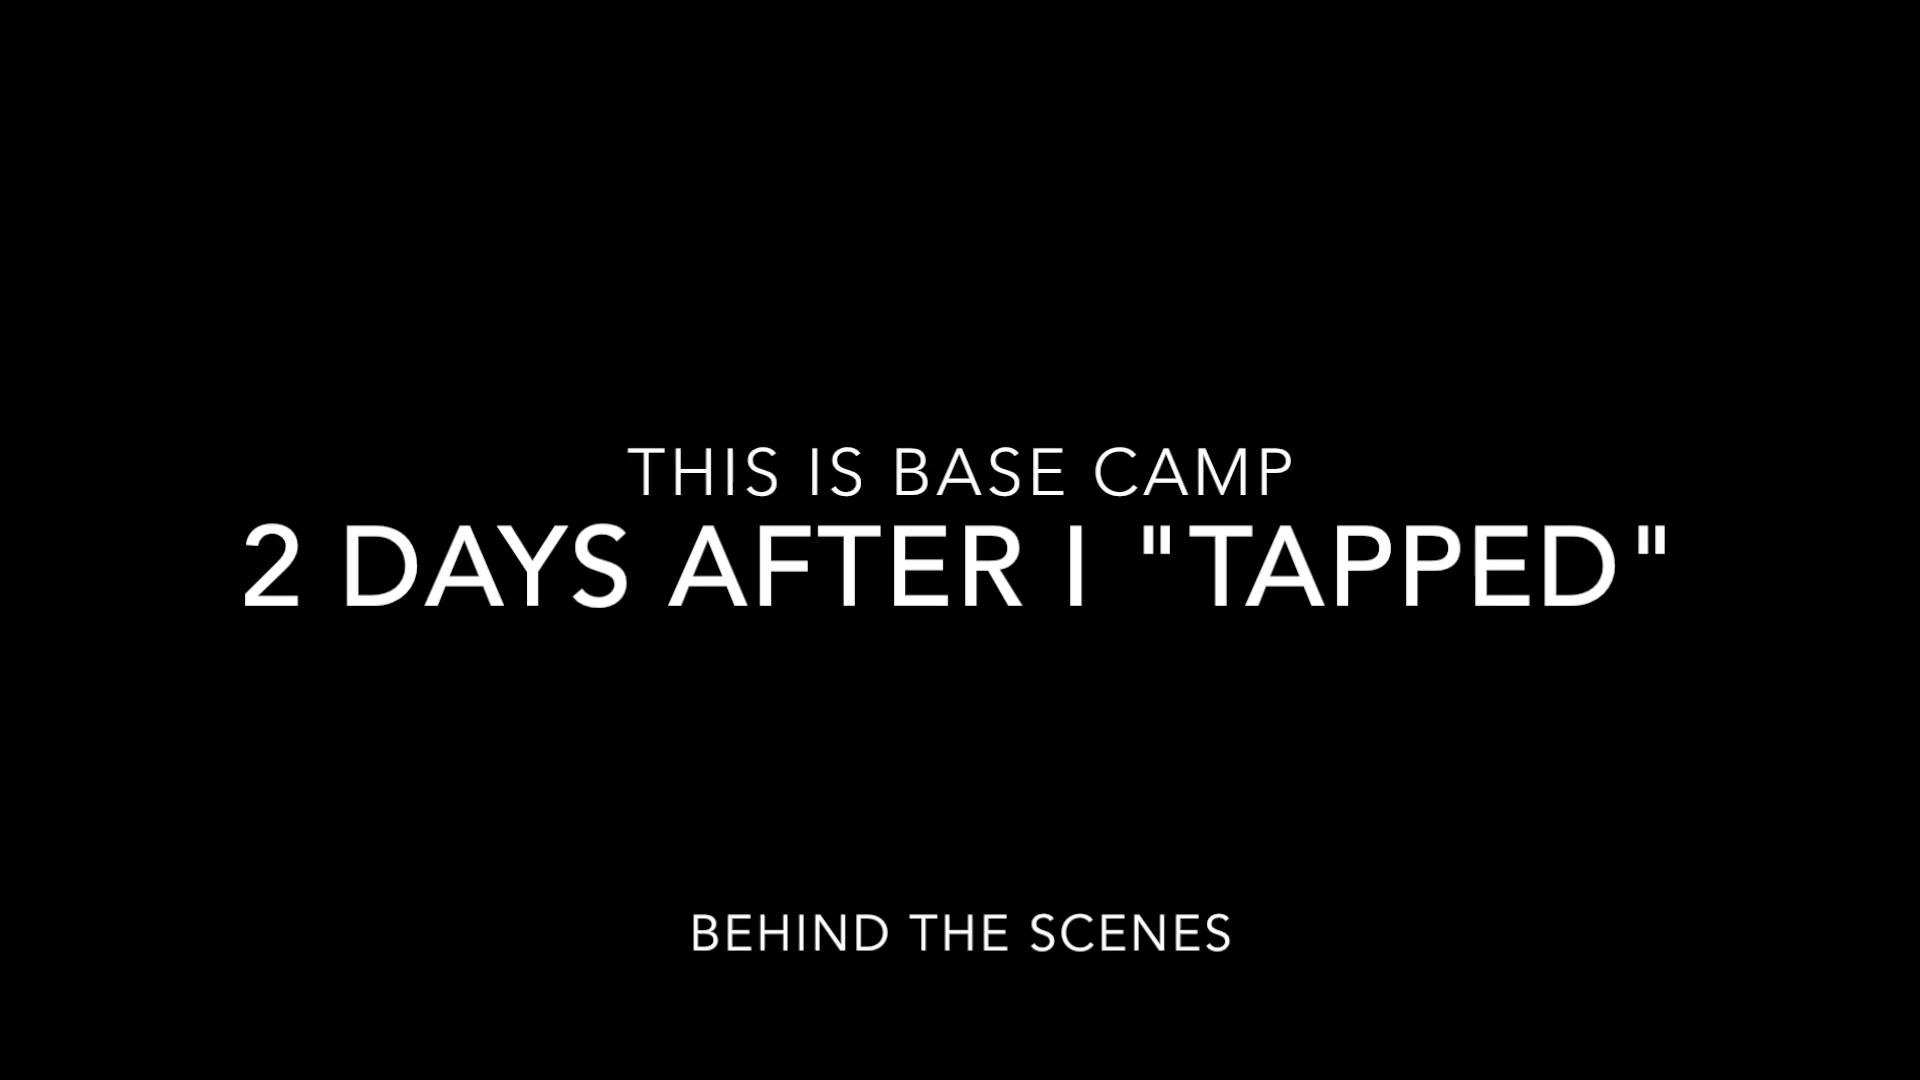 THIS IS BASE CAMP
2 DAYS AFTER I "TAPPED"
BEHIND THE SCENES